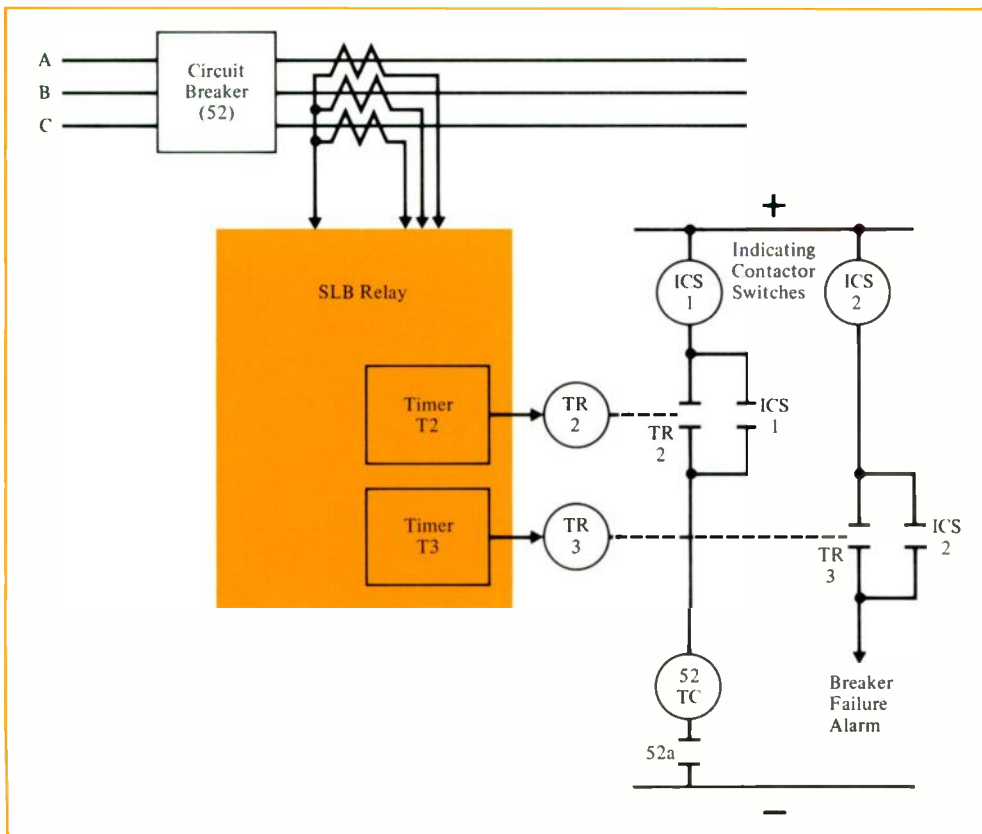 A
B
C
Circuit
Breaker
(52)
+
Indicating
Contactor
Switches
ICS
1
ICS
2
SLB Relay
Timer
T2
TR
2
TR
2
ICS
1
Timer
T3
TR
3
TR
3
ICS
2
52
TC
52a
Breaker
Failure
Alarm
−